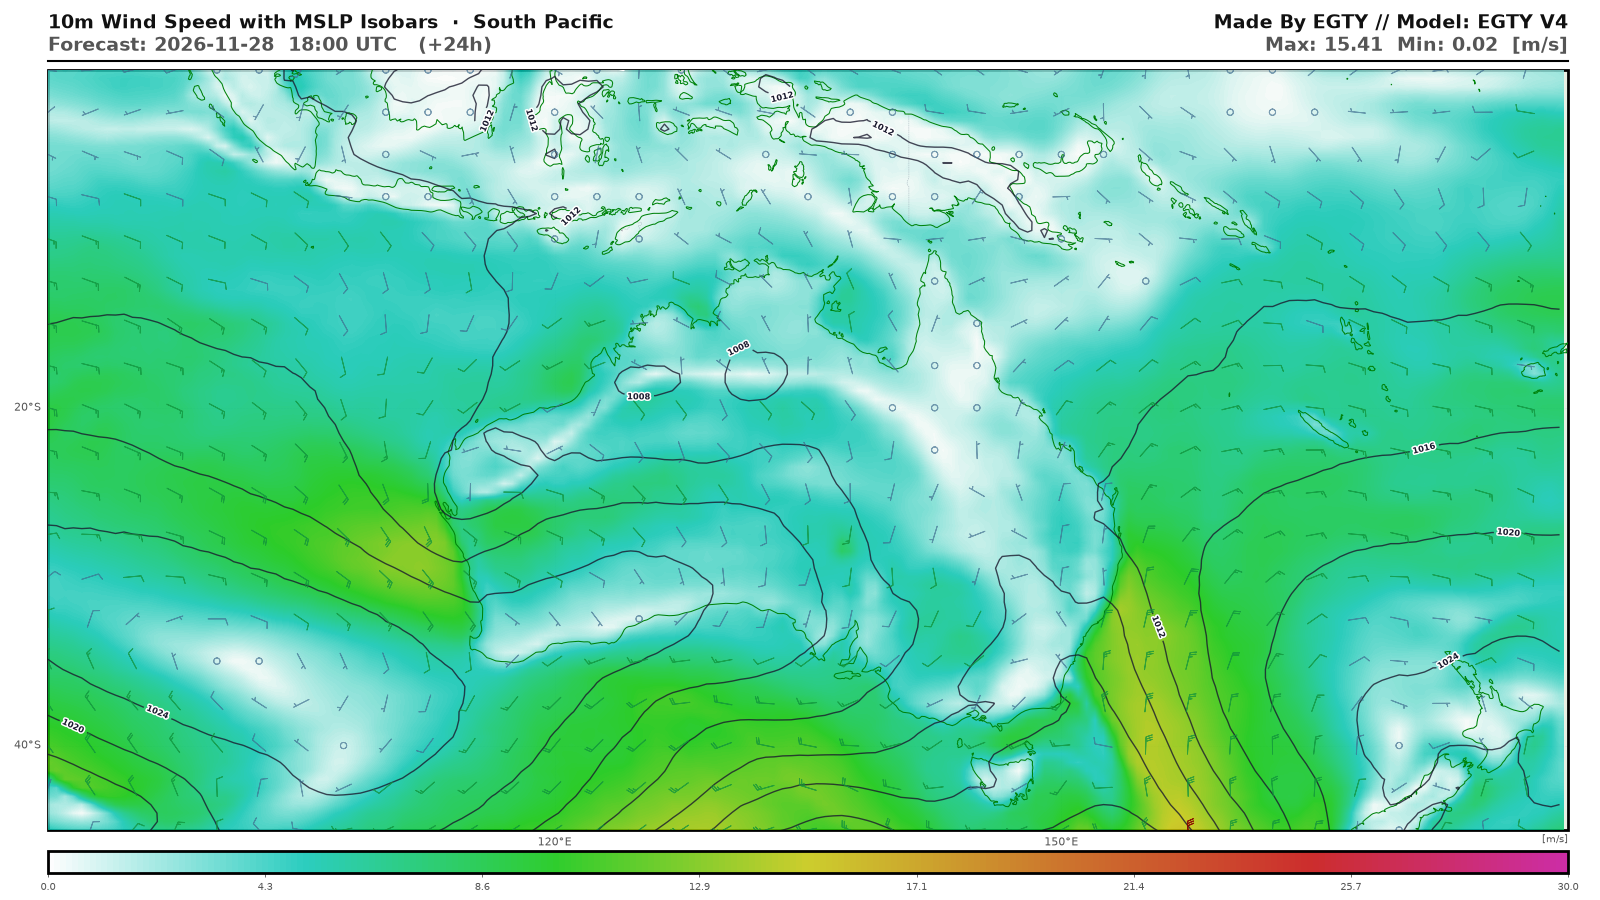 10m Wind Speed with MSLP Isobars · South Pacific
Made By EGTY // Model: EGTY V4
Forecast: 2026-11-28 18:00 UTC (+24h)
Max: 15.41 Min: 0.02 [m/s]
1012
1012
1012
1012
1012
1008
1008
20°S
1016
1020
1012
1024
1024
1020
40°S
120°E
150°E
[m/s]
0.0
4.3
8.6
12.9
17.1
21.4
25.7
30.0